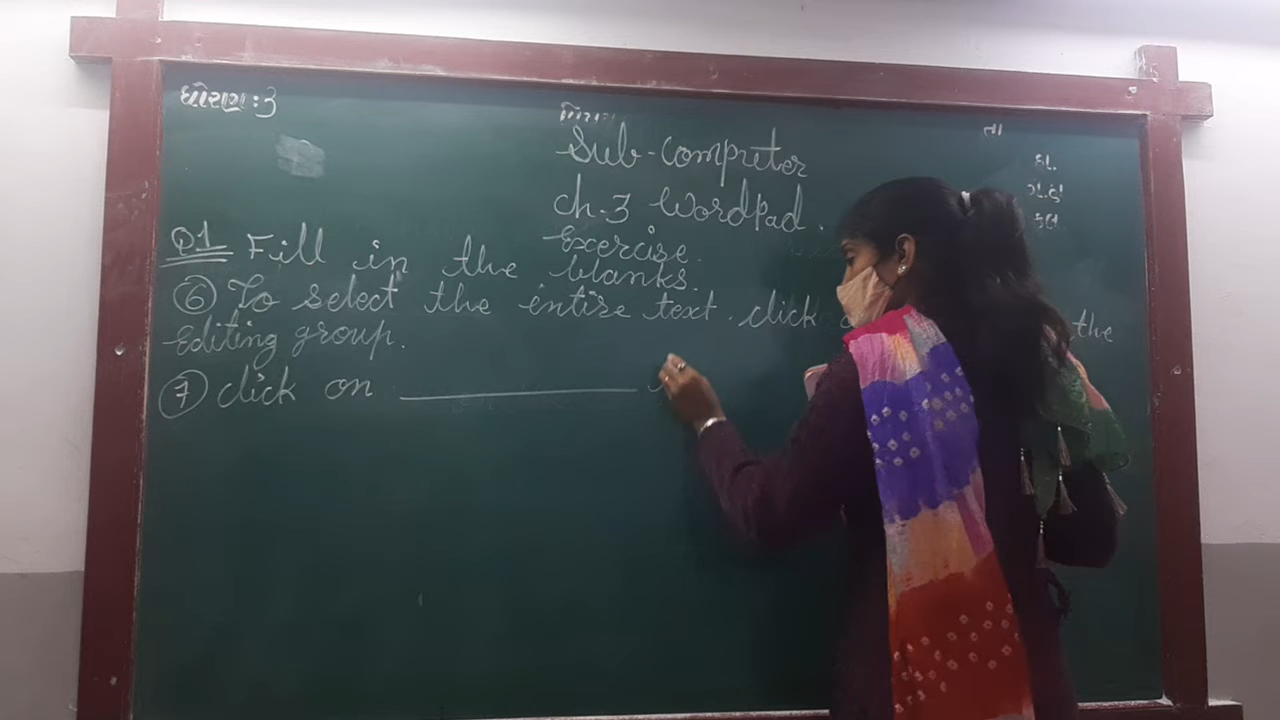 ધોરણ : 3
વિષય
તા
Sub - Computer
ch. 3 WordPad.
Exercise.
Q1 Fill in the blanks.
⑥ To select the entire text. click the
Editing group.
⑦ click on